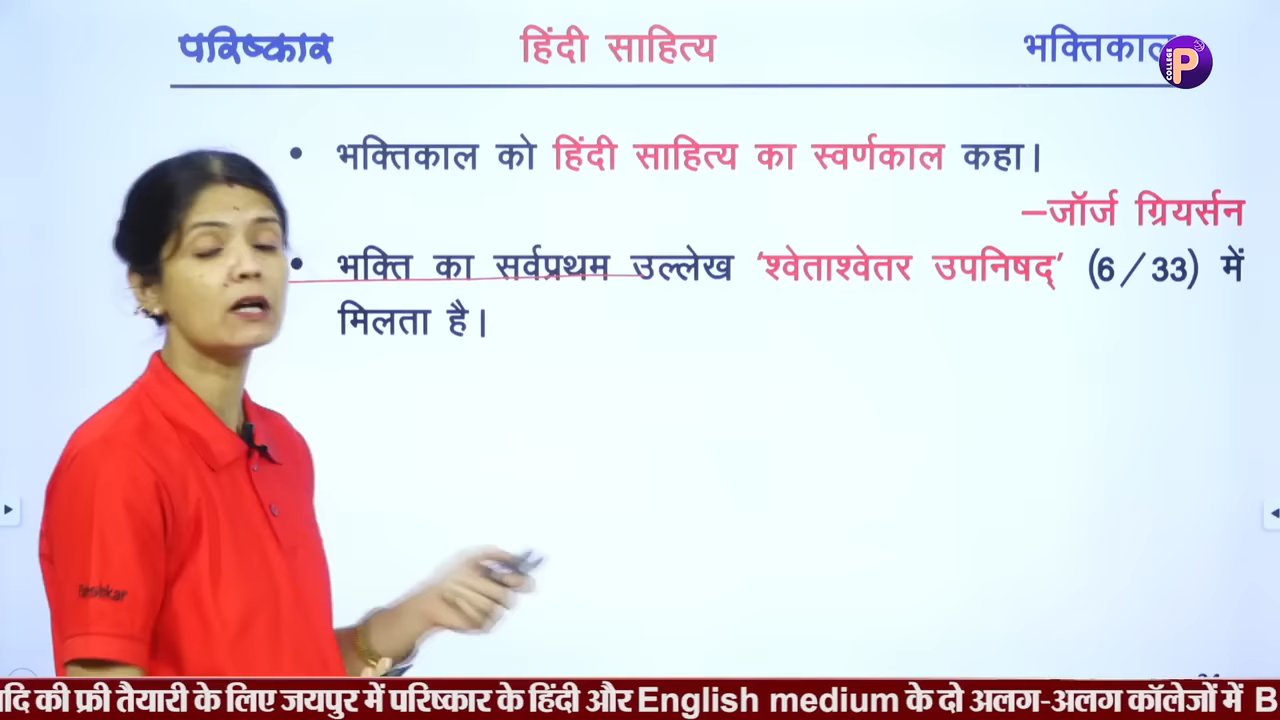 परिष्कार हिंदी साहित्य भक्तिकाल
COLLEGE P
• भक्तिकाल को हिंदी साहित्य का स्वर्णकाल कहा।
–जॉर्ज ग्रियर्सन
• भक्ति का सर्वप्रथम उल्लेख 'श्वेताश्वेतर उपनिषद्' (6/33) में
मिलता है।
की फ्री तैयारी के लिए जयपुर में परिष्कार के हिंदी और English medium के दो अलग-अलग कॉलेजों में